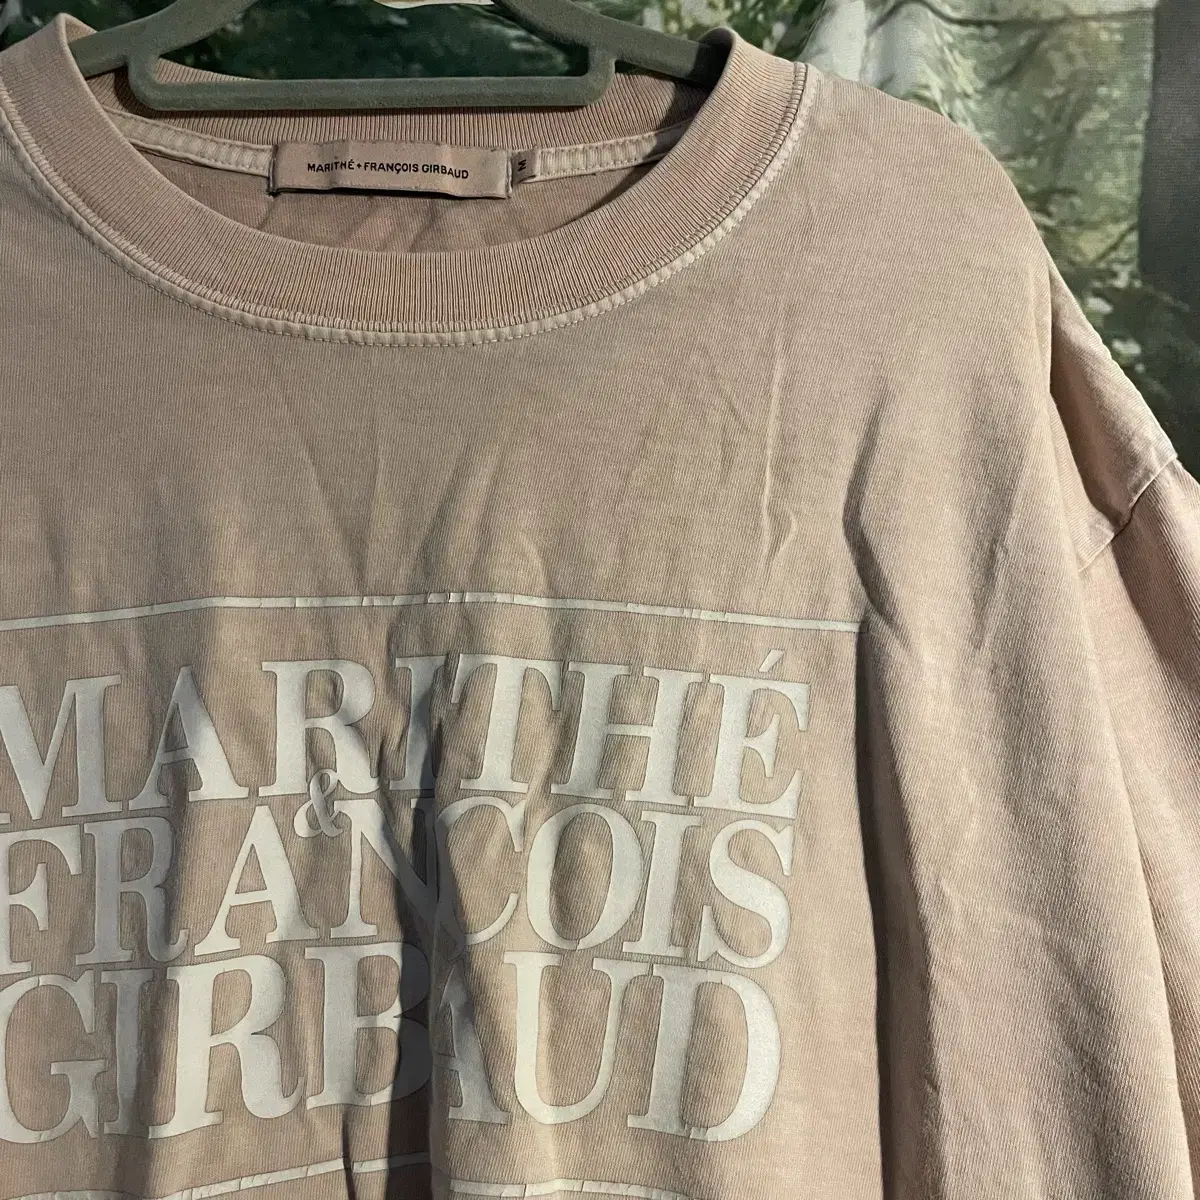 MARITHÉ + FRANÇOIS GIRBAUD
M
MARITHÉ
&
FRANCOIS
GIRBAUD